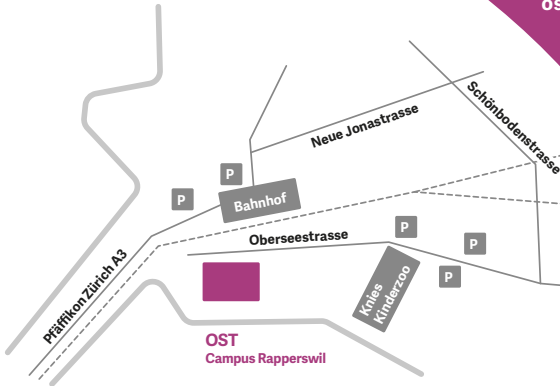 Neue Jonastrasse
Schönbodenstrasse
P
P
Bahnhof
P
Oberseestrasse
P
P
Pfäffikon Zürich A3
Knies
Kinderzoo
OST
Campus Rapperswil